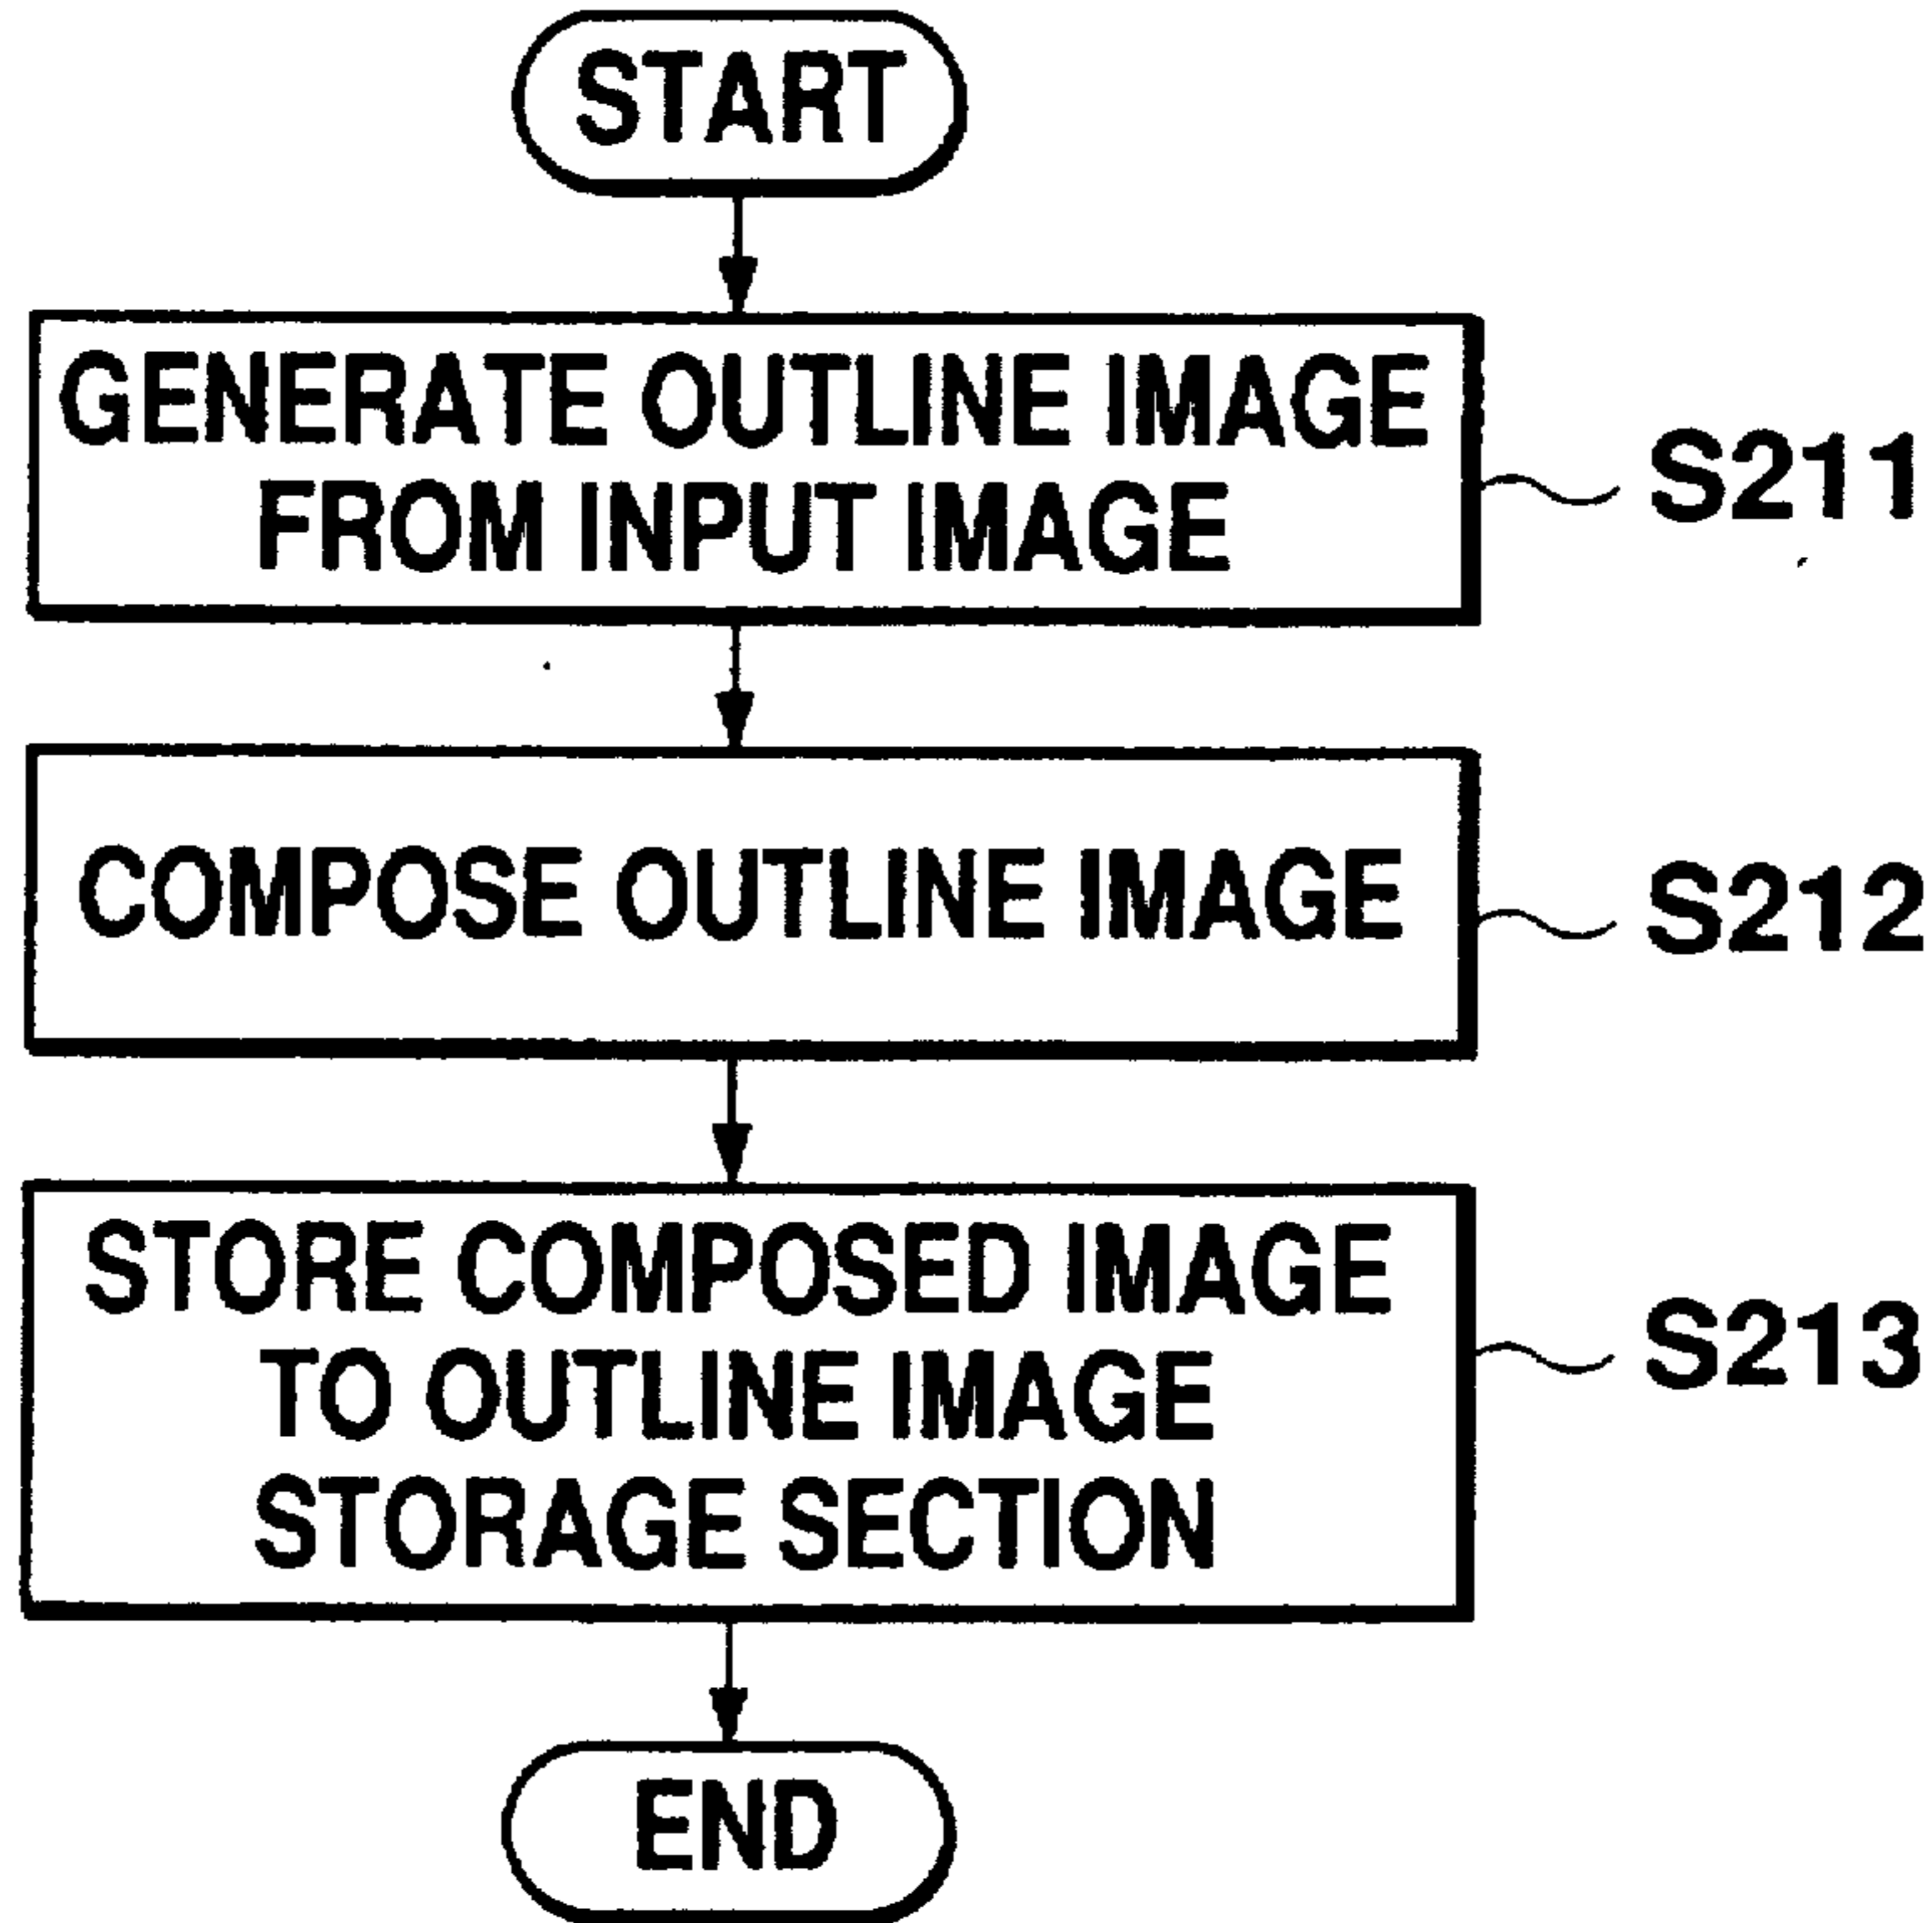 START
GENERATE OUTLINE IMAGE
FROM INPUT IMAGE
S211
COMPOSE OUTLINE IMAGE
S212
STORE COMPOSED IMAGE
TO OUTLINE IMAGE
STORAGE SECTION
S213
END